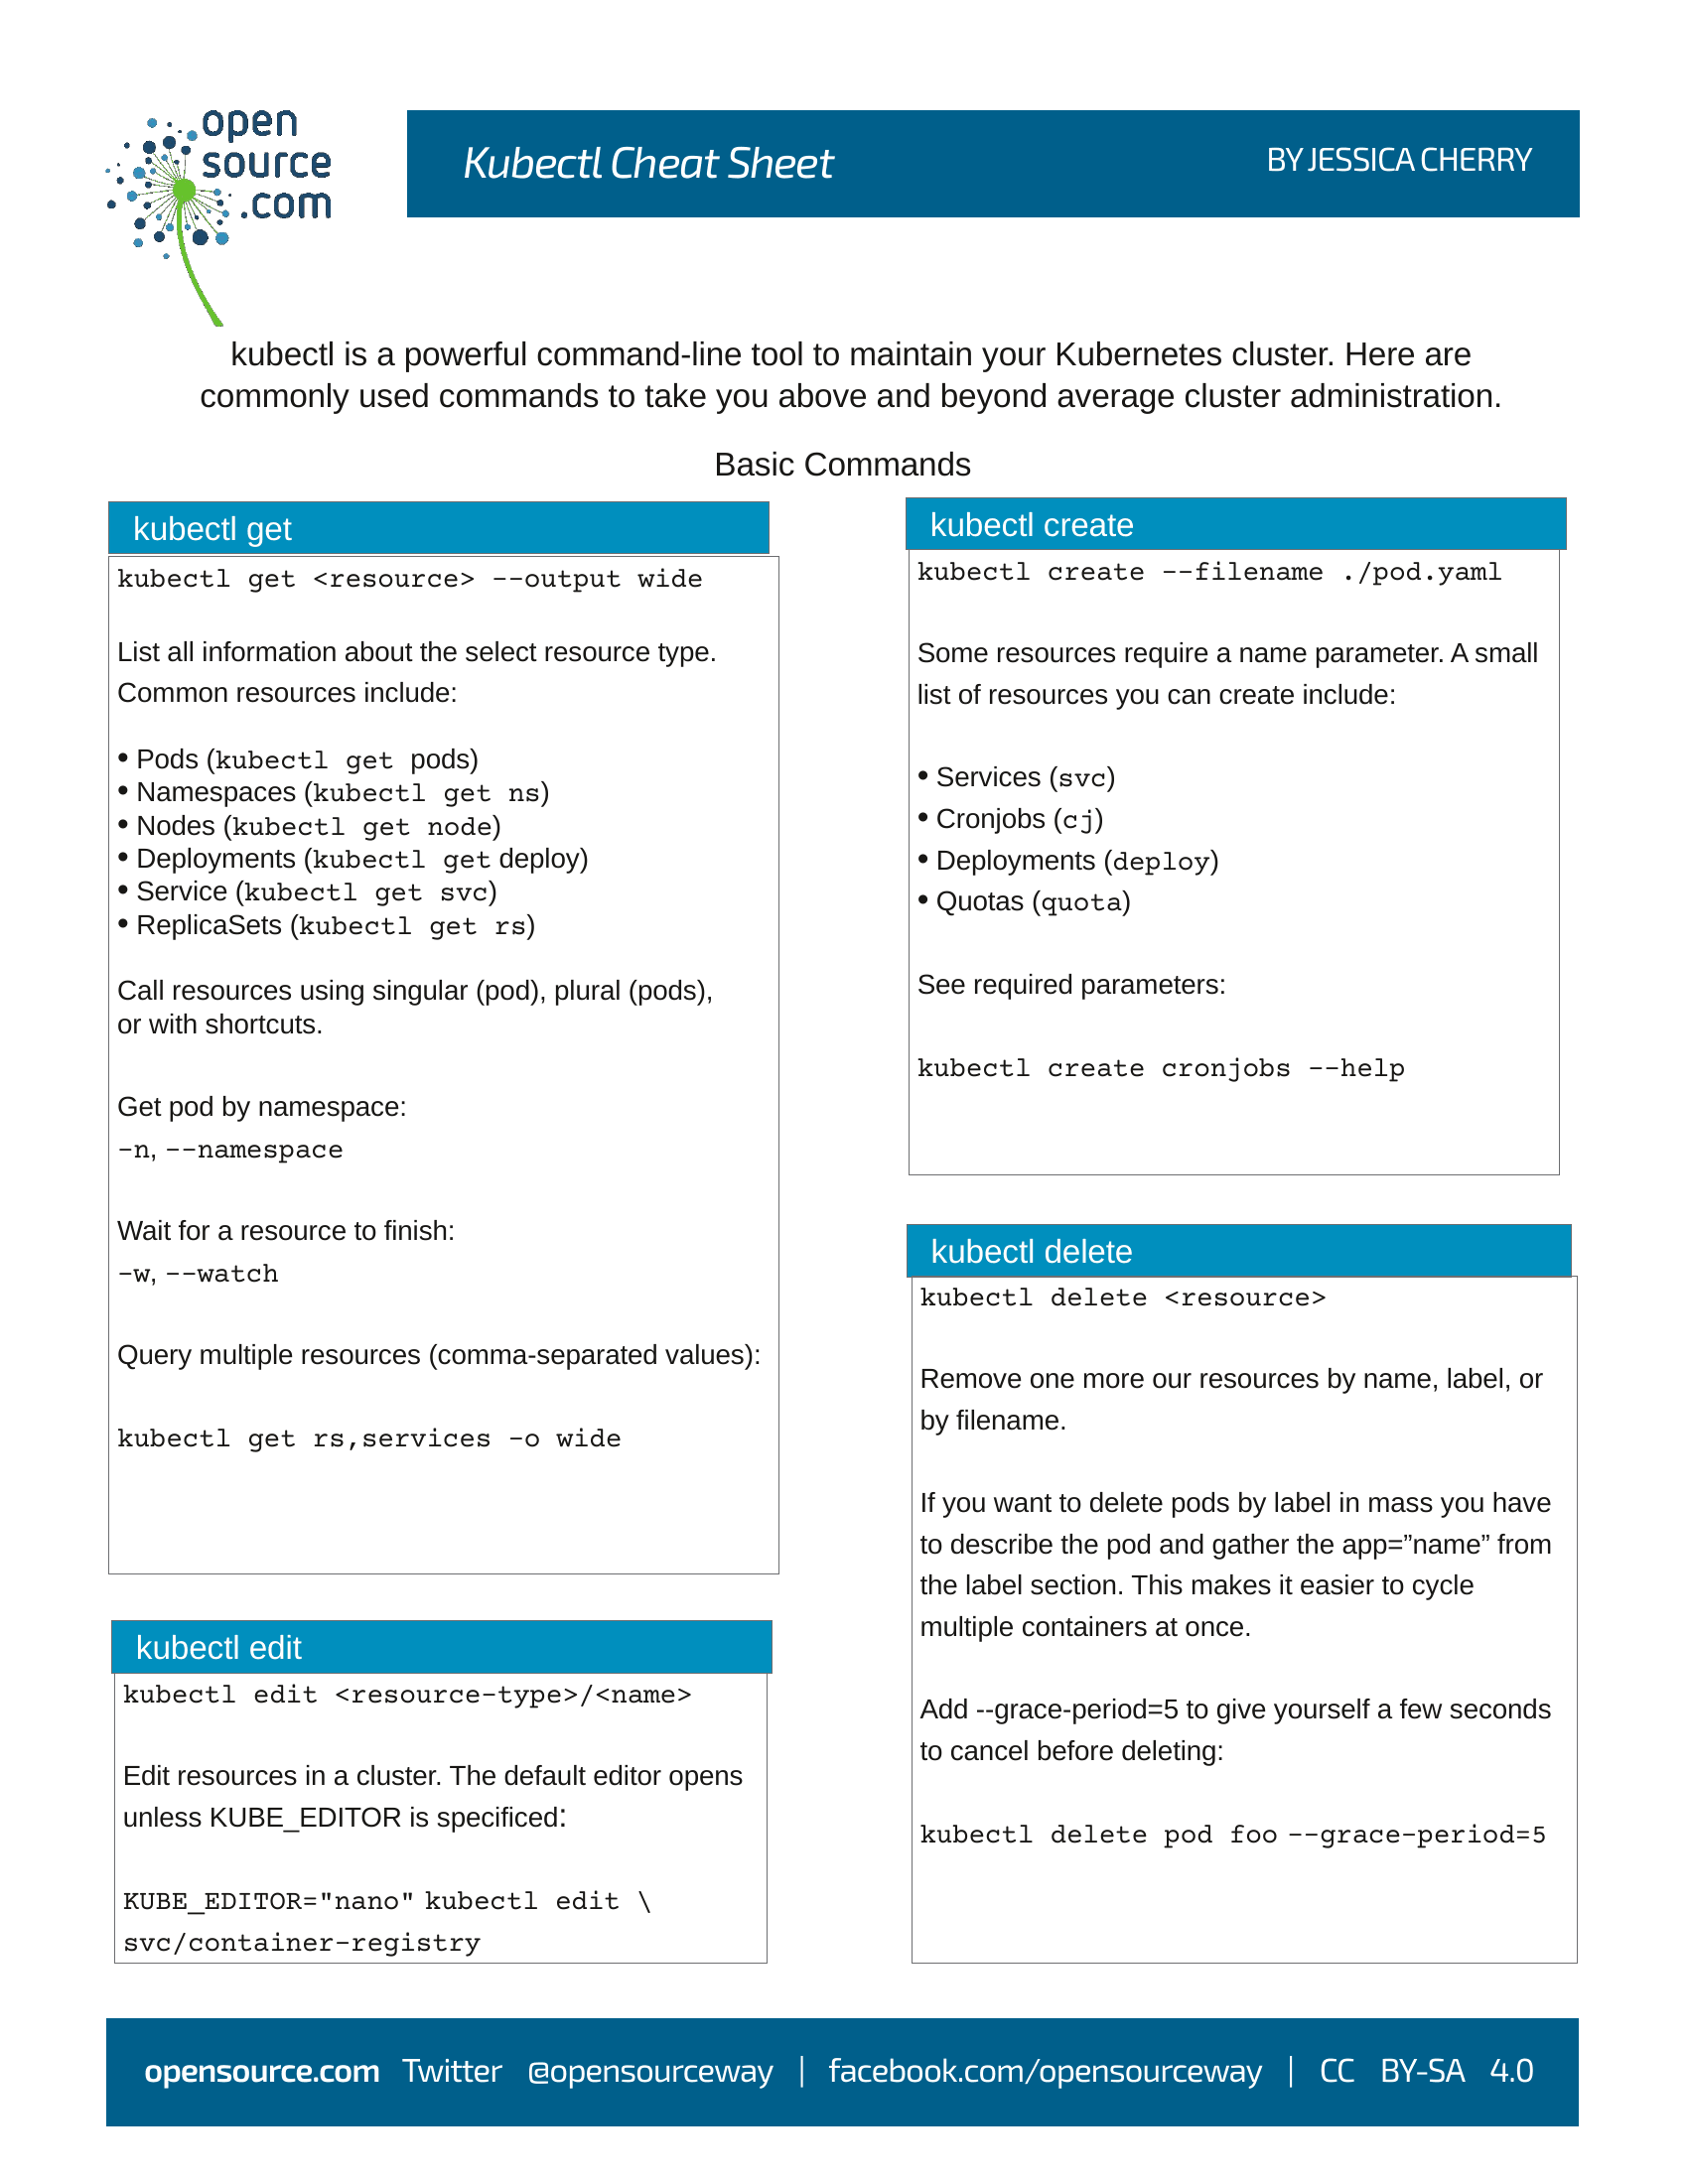 open
source
.com
Kubectl Cheat Sheet
BY JESSICA CHERRY
kubectl is a powerful command-line tool to maintain your Kubernetes cluster. Here are
commonly used commands to take you above and beyond average cluster administration.
Basic Commands
kubectl get
kubectl get <resource> --output wide
List all information about the select resource type.
Common resources include:
• Pods (kubectl get pods)
• Namespaces (kubectl get ns)
• Nodes (kubectl get node)
• Deployments (kubectl get deploy)
• Service (kubectl get svc)
• ReplicaSets (kubectl get rs)
Call resources using singular (pod), plural (pods),
or with shortcuts.
Get pod by namespace:
-n, --namespace
Wait for a resource to finish:
-w, --watch
Query multiple resources (comma-separated values):
kubectl get rs,services -o wide
kubectl edit
kubectl edit <resource-type>/<name>
Edit resources in a cluster. The default editor opens
unless KUBE_EDITOR is specificed:
KUBE_EDITOR="nano" kubectl edit \
svc/container-registry
kubectl create
kubectl create --filename ./pod.yaml
Some resources require a name parameter. A small
list of resources you can create include:
• Services (svc)
• Cronjobs (cj)
• Deployments (deploy)
• Quotas (quota)
See required parameters:
kubectl create cronjobs --help
kubectl delete
kubectl delete <resource>
Remove one more our resources by name, label, or
by filename.
If you want to delete pods by label in mass you have
to describe the pod and gather the app=”name” from
the label section. This makes it easier to cycle
multiple containers at once.
Add --grace-period=5 to give yourself a few seconds
to cancel before deleting:
kubectl delete pod foo --grace-period=5
opensource.com Twitter @opensourceway | facebook.com/opensourceway | CC BY-SA 4.0